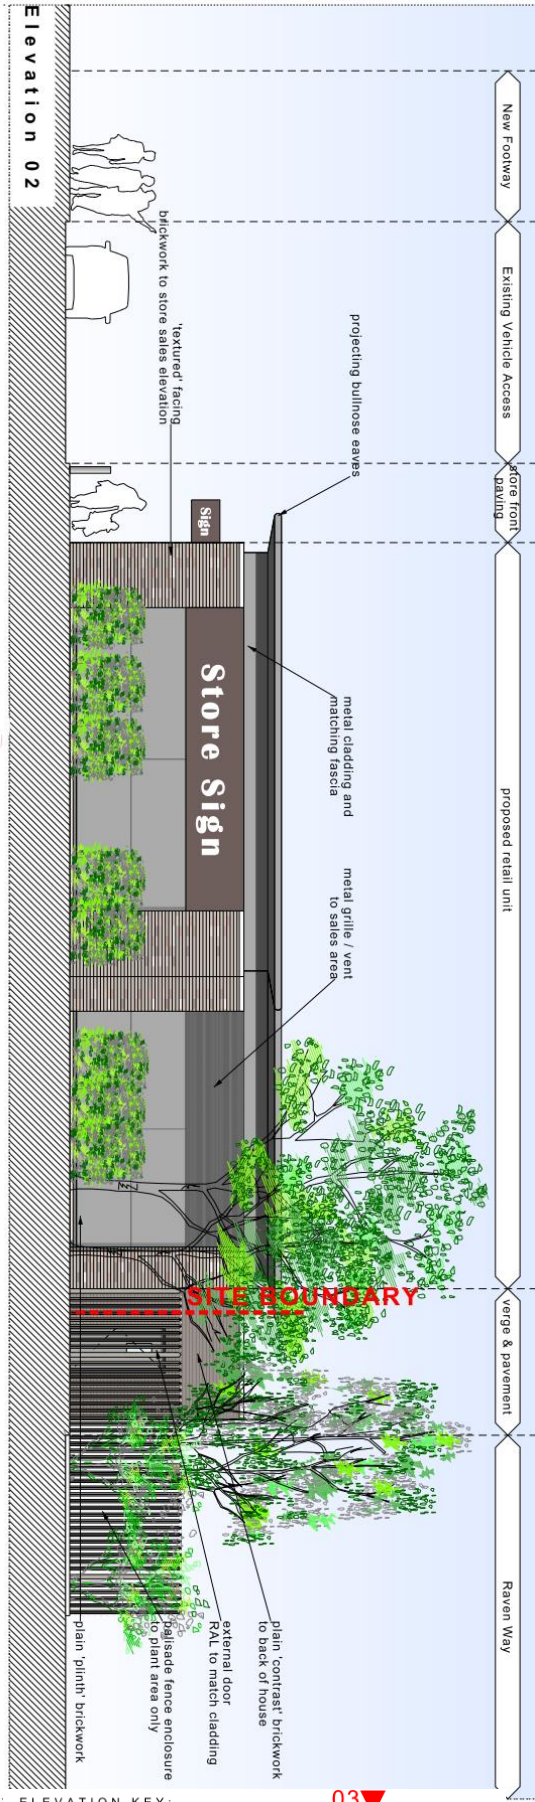 New Footway
Existing Vehicle Access
store front
paving
proposed retail unit
verge & pavement
Raven Way
projecting bullnose eaves
metal cladding and
matching fascia
metal grille / vent
to sales area
'textured' facing
brickwork to store sales elevation
Sign
Store Sign
SITE BOUNDARY
plain 'contrast' brickwork
to back of house
external door
RAL to match cladding
palisade fence enclosure
to plant area only
plain 'plinth' brickwork
Elevation 02
ELEVATION KEY:
03